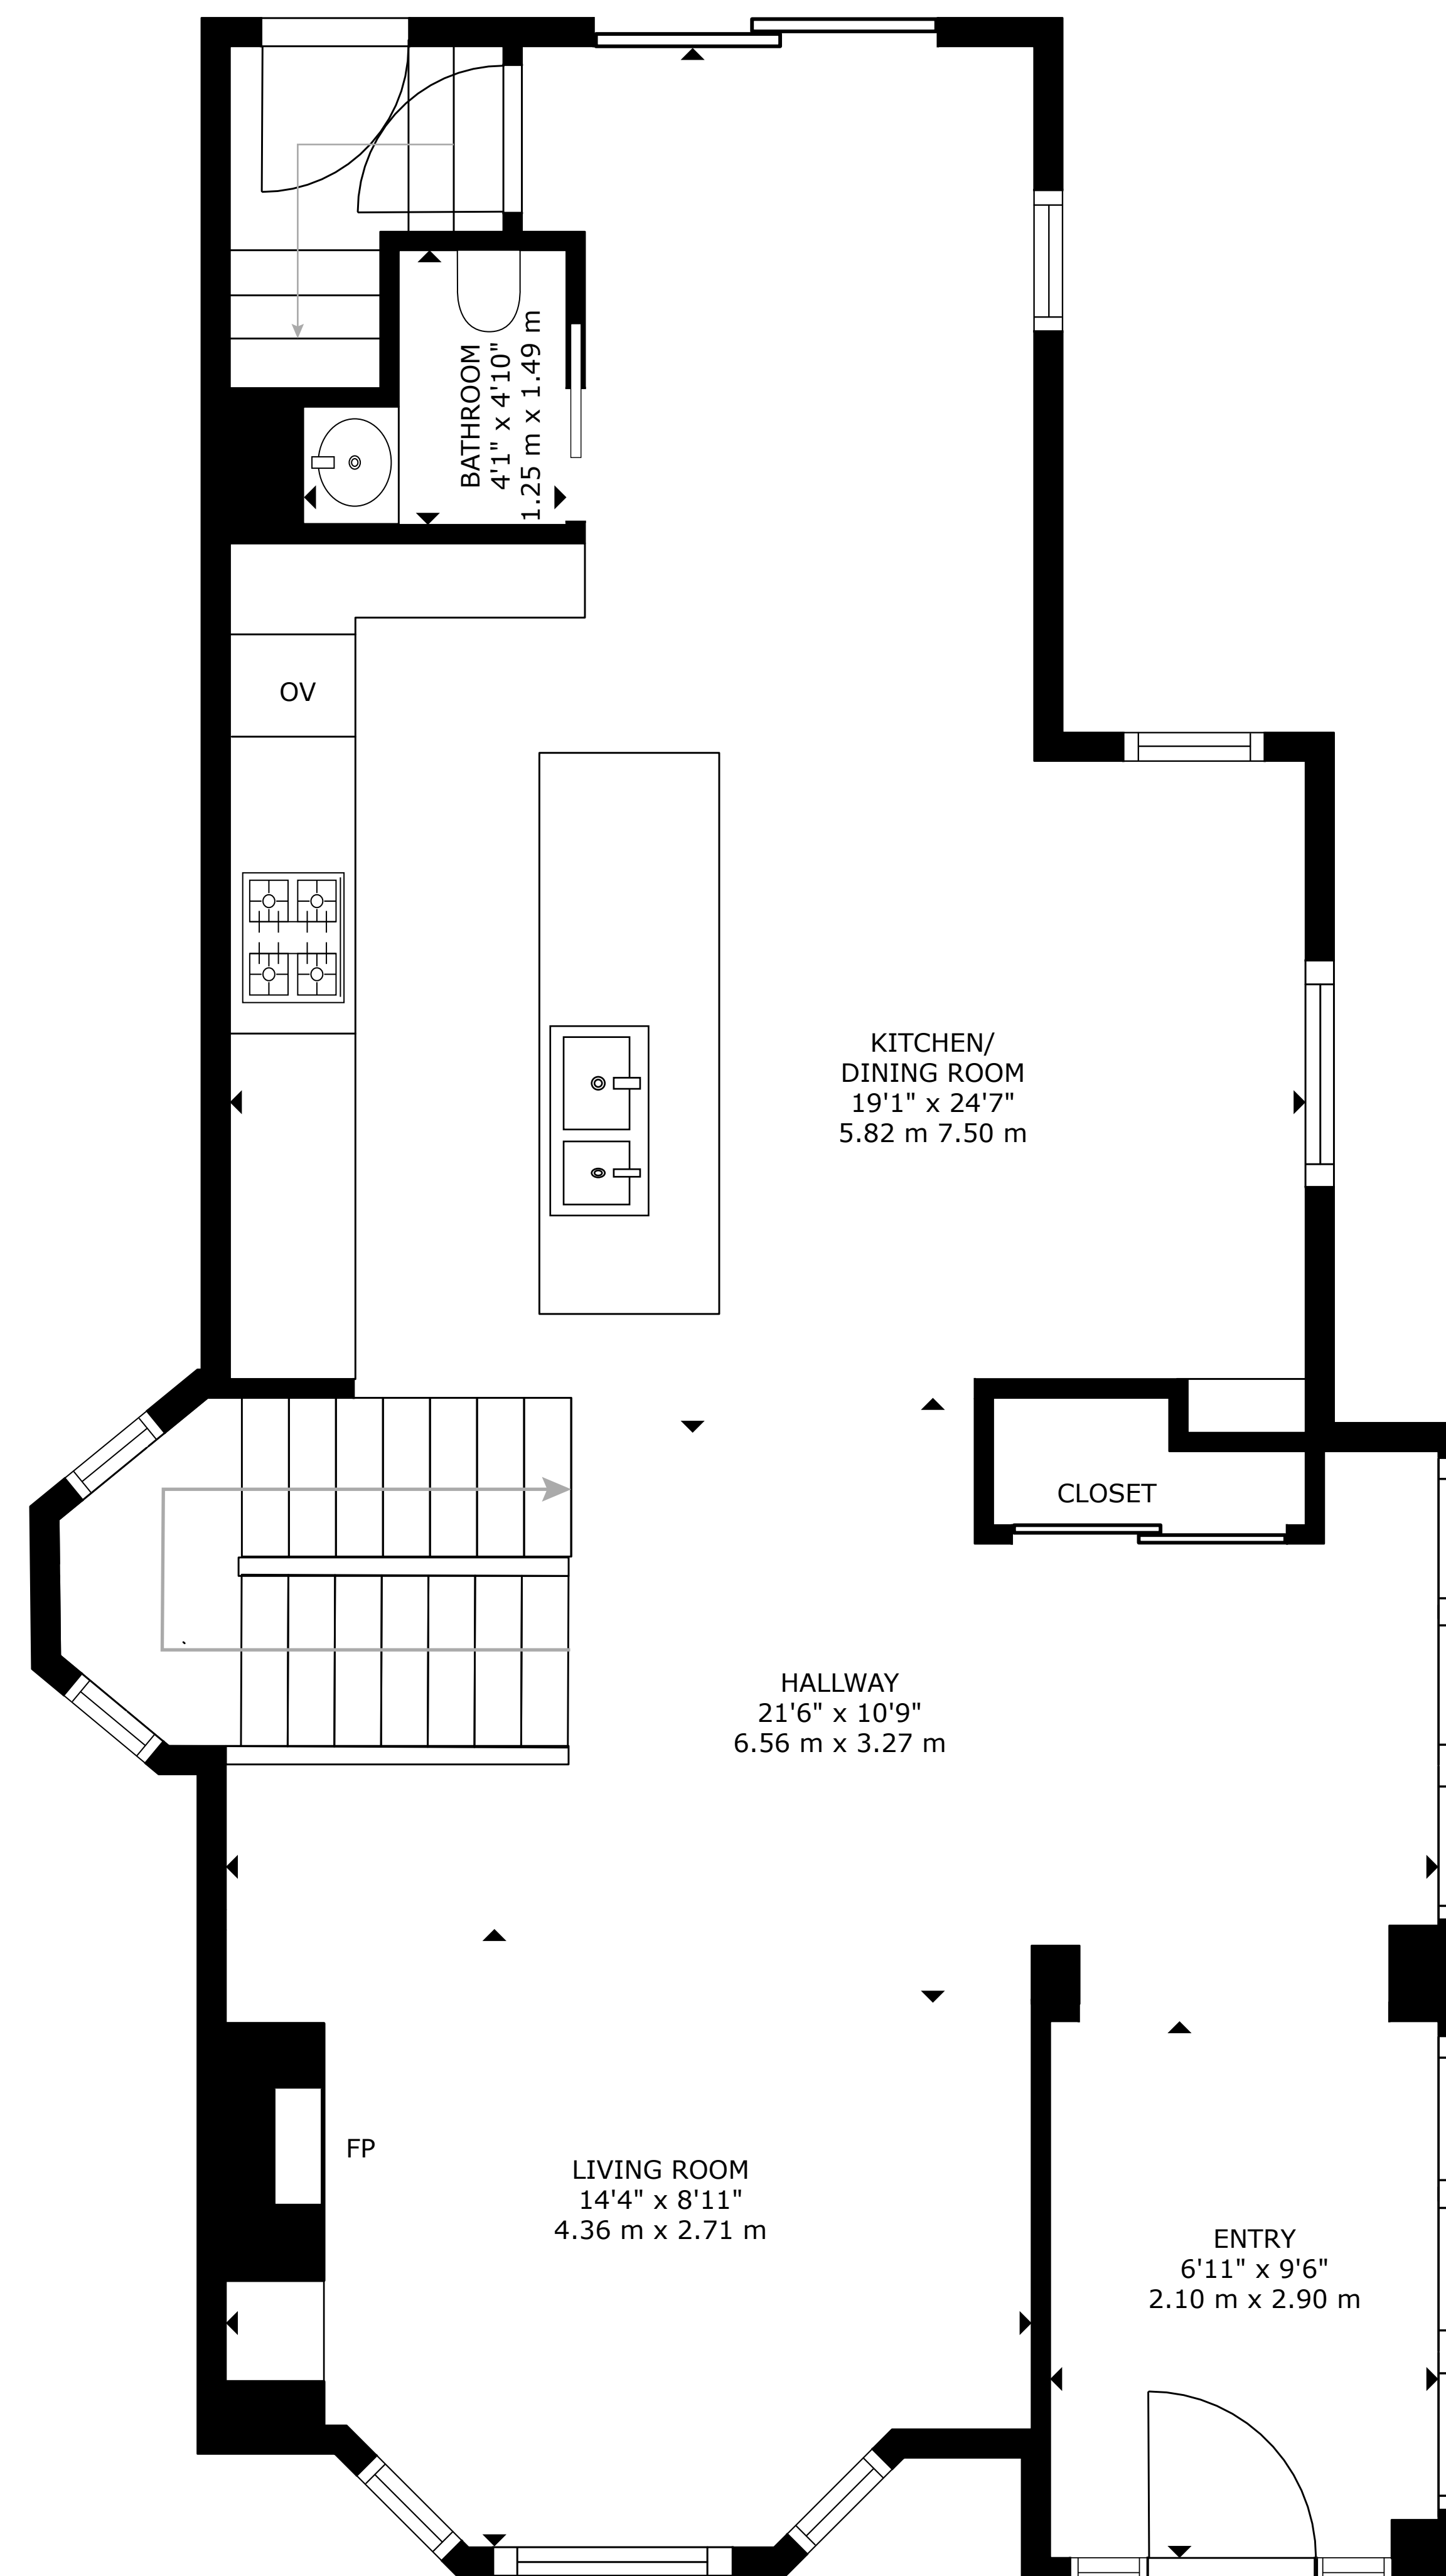 BATHROOM
4'1" x 4'10"
1.25 m x 1.49 m
OV
KITCHEN/
DINING ROOM
19'1" x 24'7"
5.82 m 7.50 m
CLOSET
HALLWAY
21'6" x 10'9"
6.56 m x 3.27 m
FP
LIVING ROOM
14'4" x 8'11"
4.36 m x 2.71 m
ENTRY
6'11" x 9'6"
2.10 m x 2.90 m